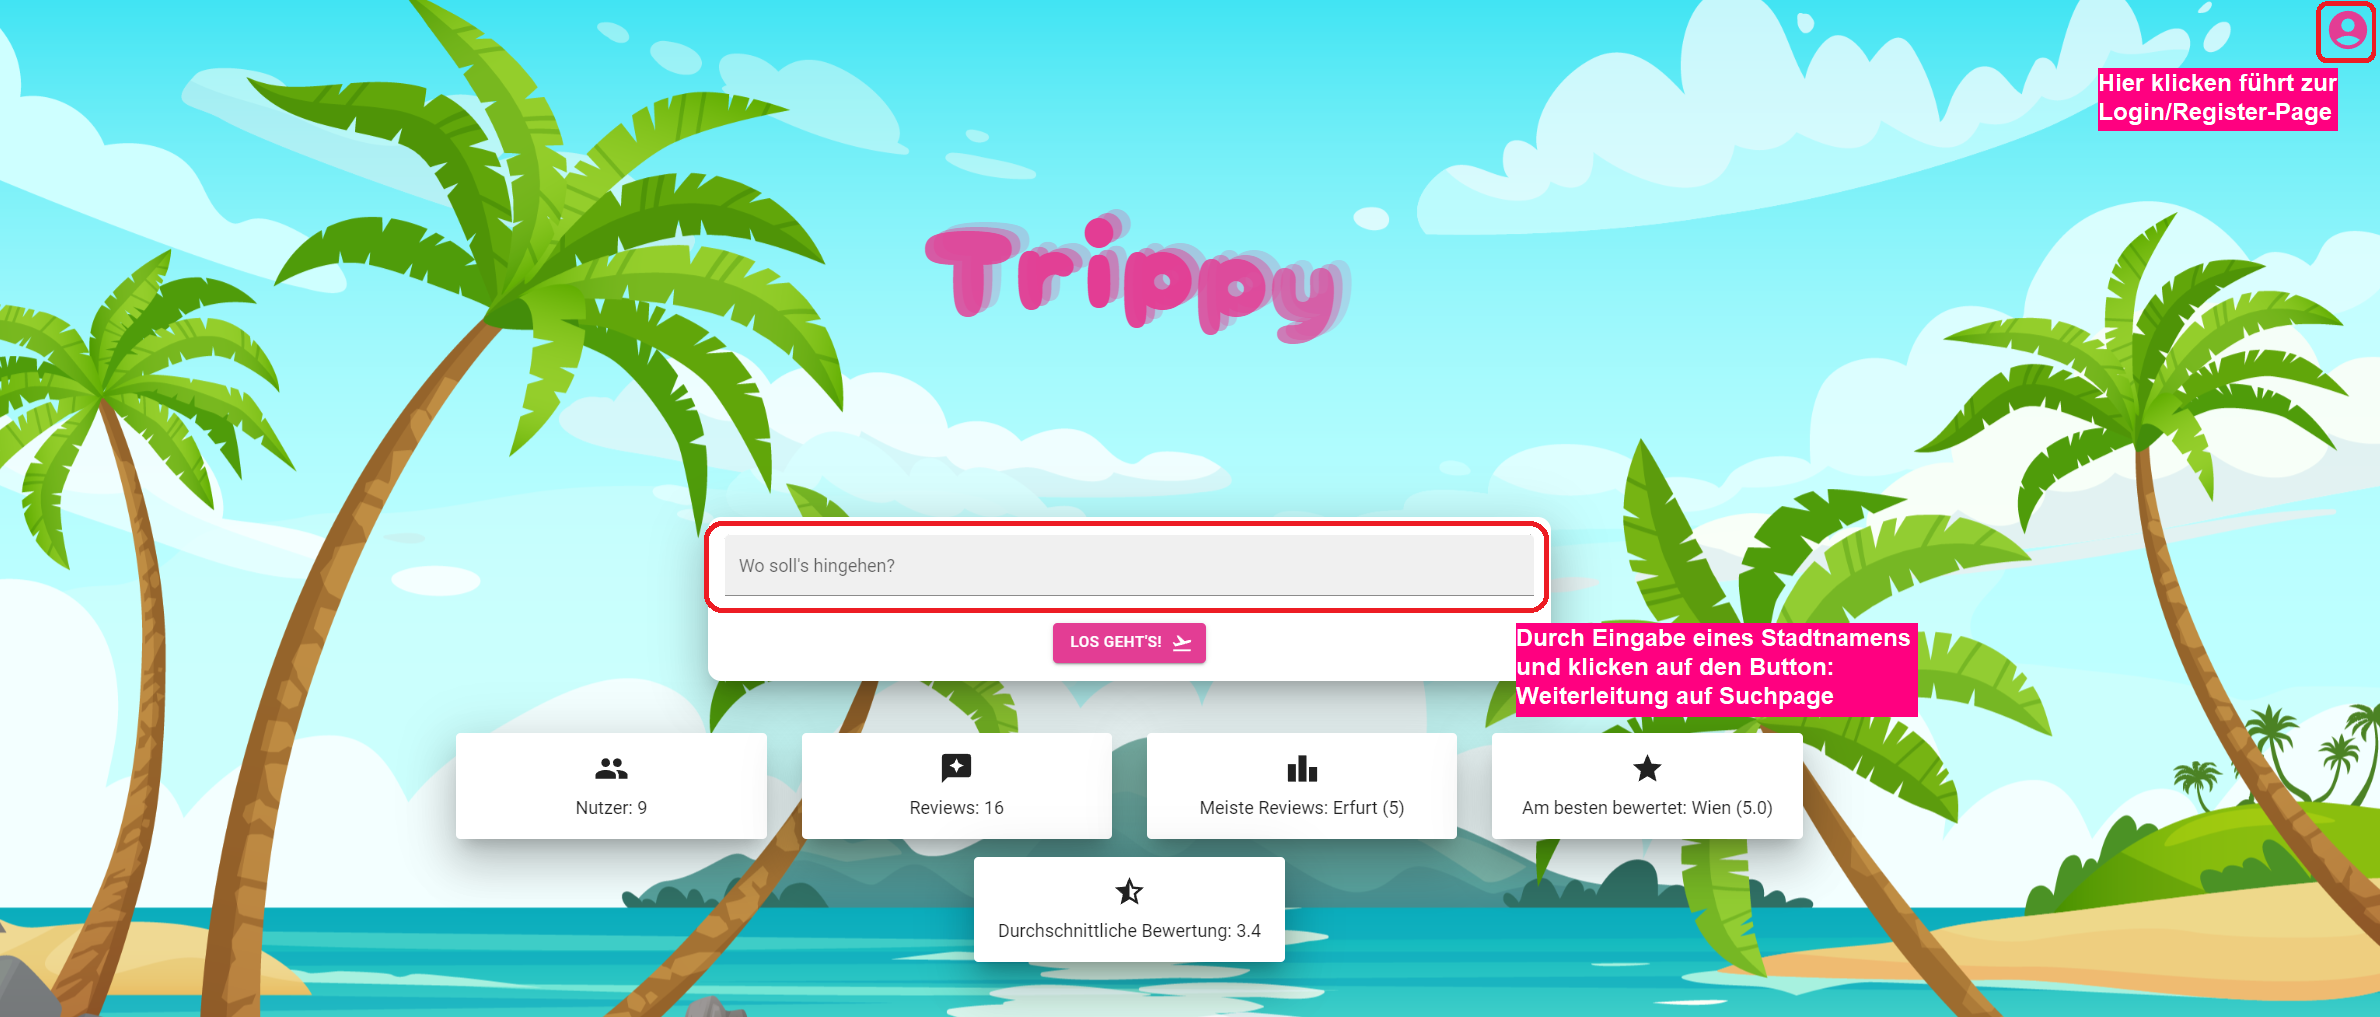 Hier klicken führt zur
Login/Register-Page
Trippy
Wo soll's hingehen?
LOS GEHT'S!
Durch Eingabe eines Stadtnamens
und klicken auf den Button:
Weiterleitung auf Suchpage
Nutzer: 9
Reviews: 16
Meiste Reviews: Erfurt (5)
Am besten bewertet: Wien (5.0)
Durchschnittliche Bewertung: 3.4